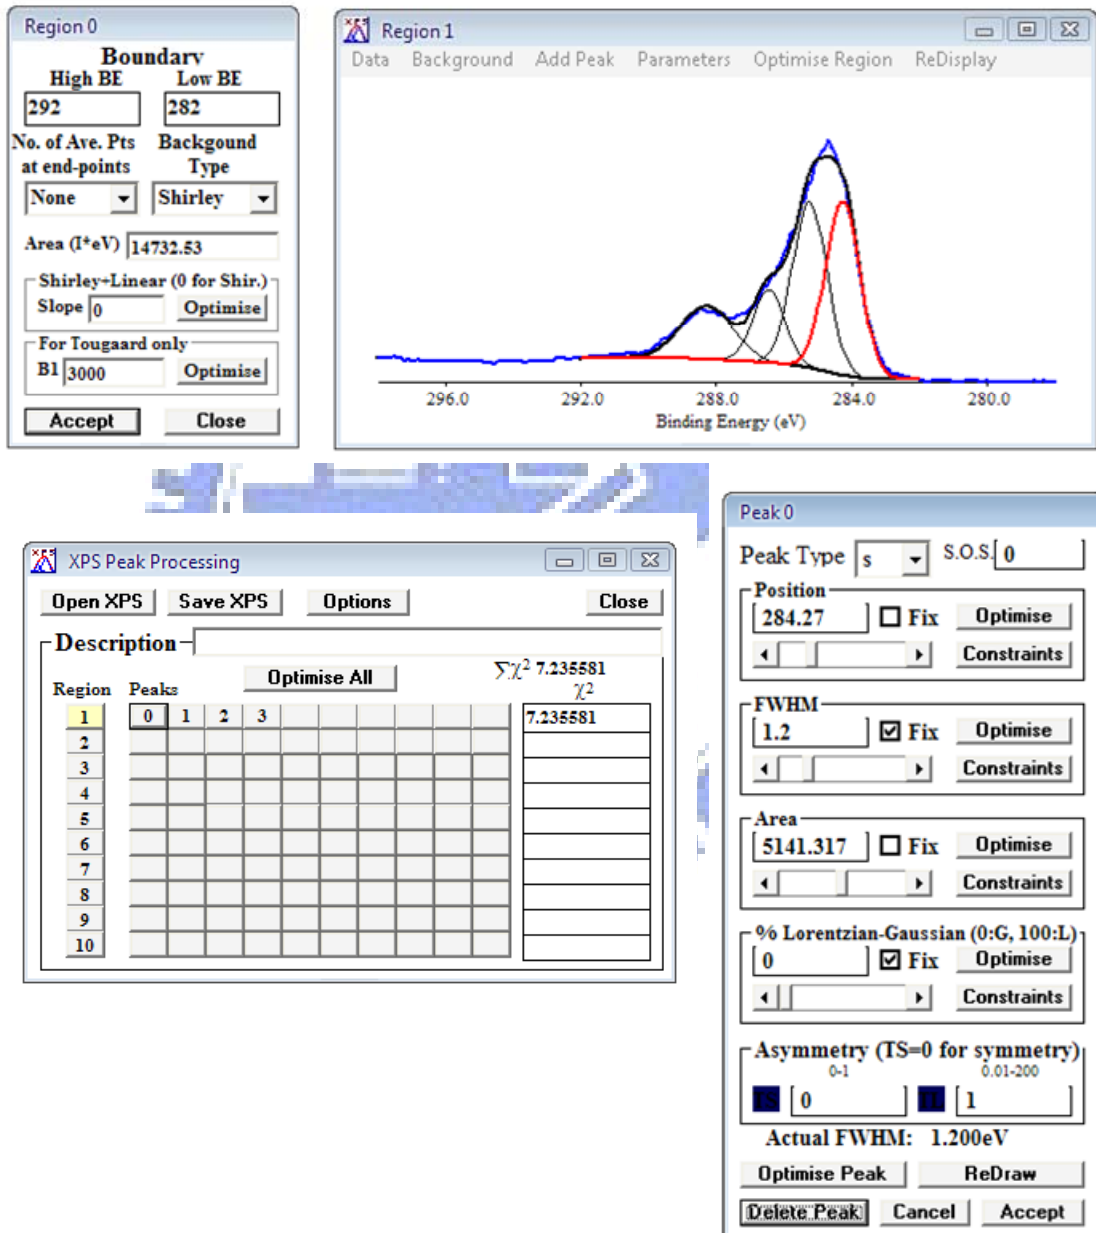 Region 0
Boundary
High BE Low BE
292 282
No. of Ave. Pts Backgound
at end-points Type
None Shirley
Area (I*eV) 14732.53
Shirley+Linear (0 for Shir.)
Slope 0 Optimise
For Tougaard only
B1 3000 Optimise
Accept Close
Region 1
Data Background Add Peak Parameters Optimise Region ReDisplay
296.0 292.0 288.0 284.0 280.0
Binding Energy (eV)
XPS Peak Processing
Open XPS Save XPS Options Close
Description
Optimise All Σχ² 7.235581
Region Peaks χ²
1 0 1 2 3 7.235581
2
3
4
5
6
7
8
9
10
Peak 0
Peak Type s S.O.S. 0
Position
284.27 Fix Optimise
Constraints
FWHM
1.2 Fix Optimise
Constraints
Area
5141.317 Fix Optimise
Constraints
% Lorentzian-Gaussian (0:G, 100:L)
0 Fix Optimise
Constraints
Asymmetry (TS=0 for symmetry)
0-1 0.01-200
TS 0 TL 1
Actual FWHM: 1.200eV
Optimise Peak ReDraw
Delete Peak Cancel Accept